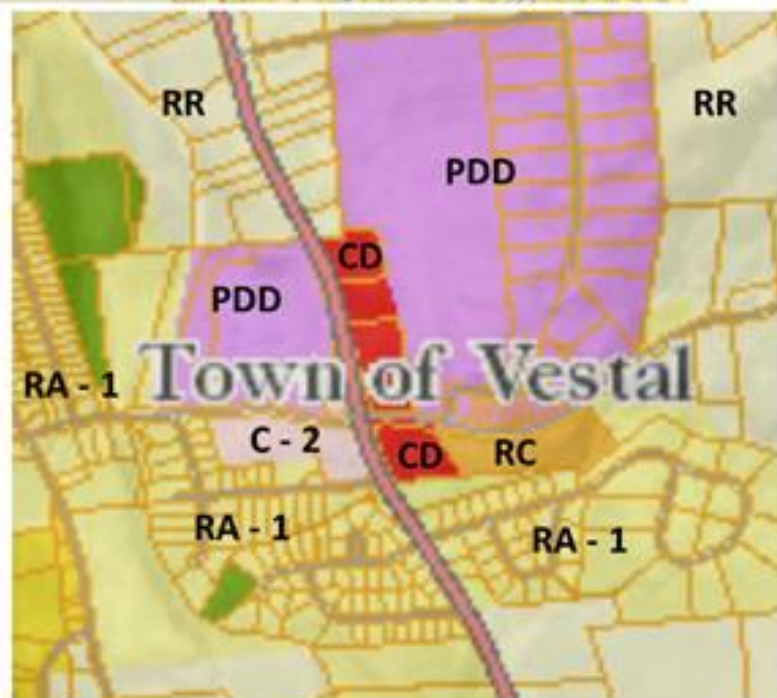 RR
RR
PDD
CD
PDD
Town of Vestal
RA - 1
C - 2
CD
RC
RA - 1
RA - 1